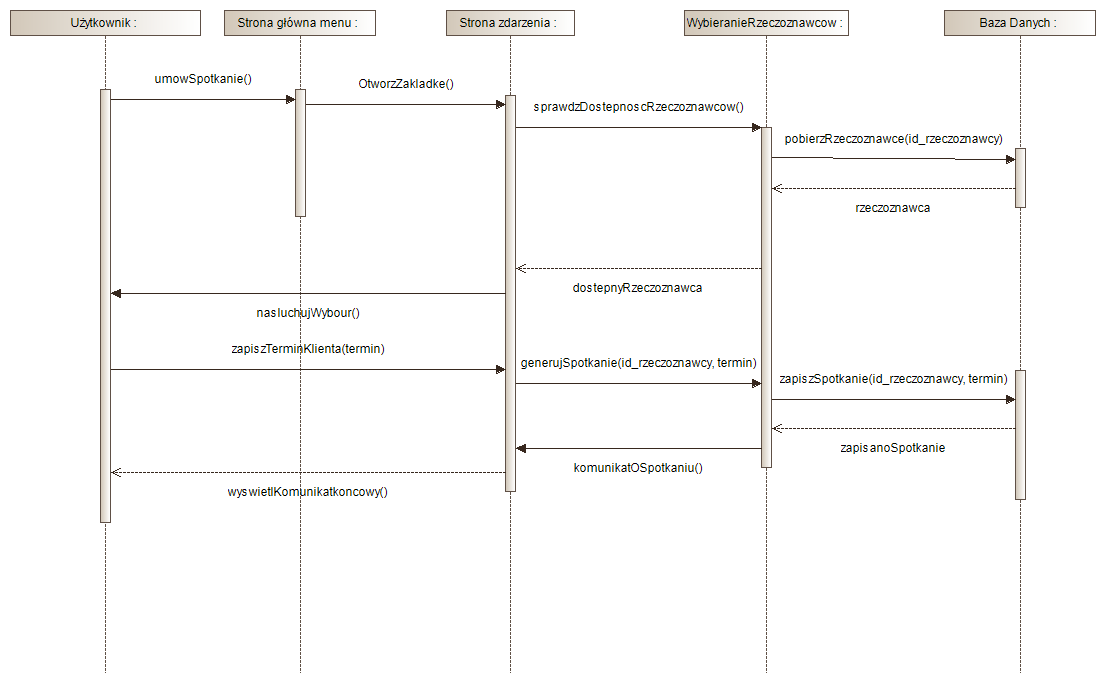 Użytkownik :
Strona główna menu :
Strona zdarzenia :
WybieranieRzeczoznawcow :
Baza Danych :
umowSpotkanie()
OtworzZakladke()
sprawdzDostepnoscRzeczoznawcow()
pobierzRzeczoznawce(id_rzeczoznawcy)
rzeczoznawca
dostepnyRzeczoznawca
nasluchujWybour()
zapiszTerminKlienta(termin)
generujSpotkanie(id_rzeczoznawcy, termin)
zapiszSpotkanie(id_rzeczoznawcy, termin)
zapisanoSpotkanie
komunikatOSpotkaniu()
wyswietlKomunikatkoncowy()